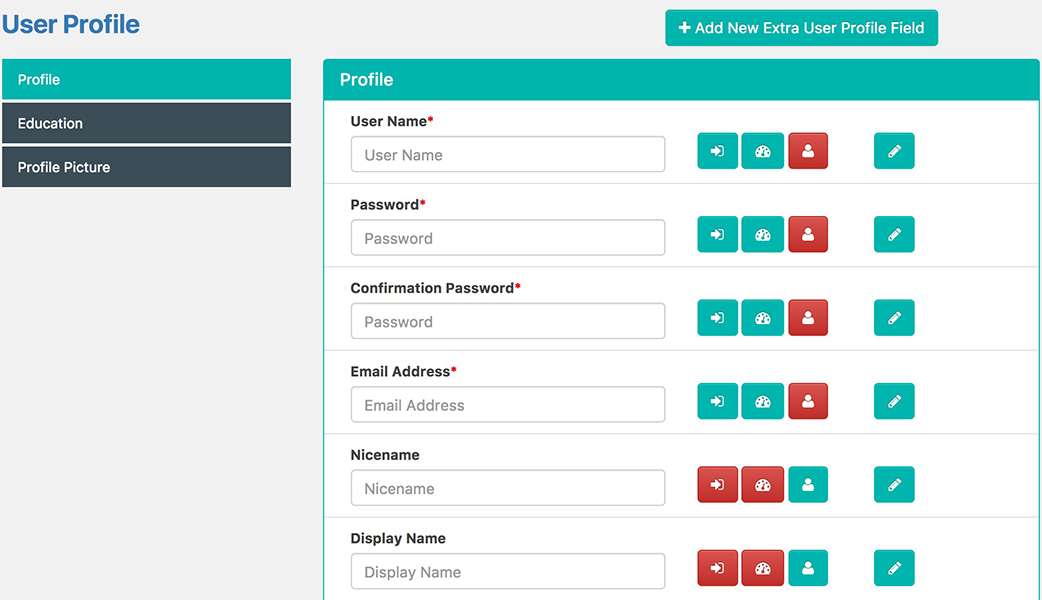 User Profile
+ Add New Extra User Profile Field
Profile
Education
Profile Picture
Profile
User Name*
User Name
Password*
Password
Confirmation Password*
Password
Email Address*
Email Address
Nicename
Nicename
Display Name
Display Name